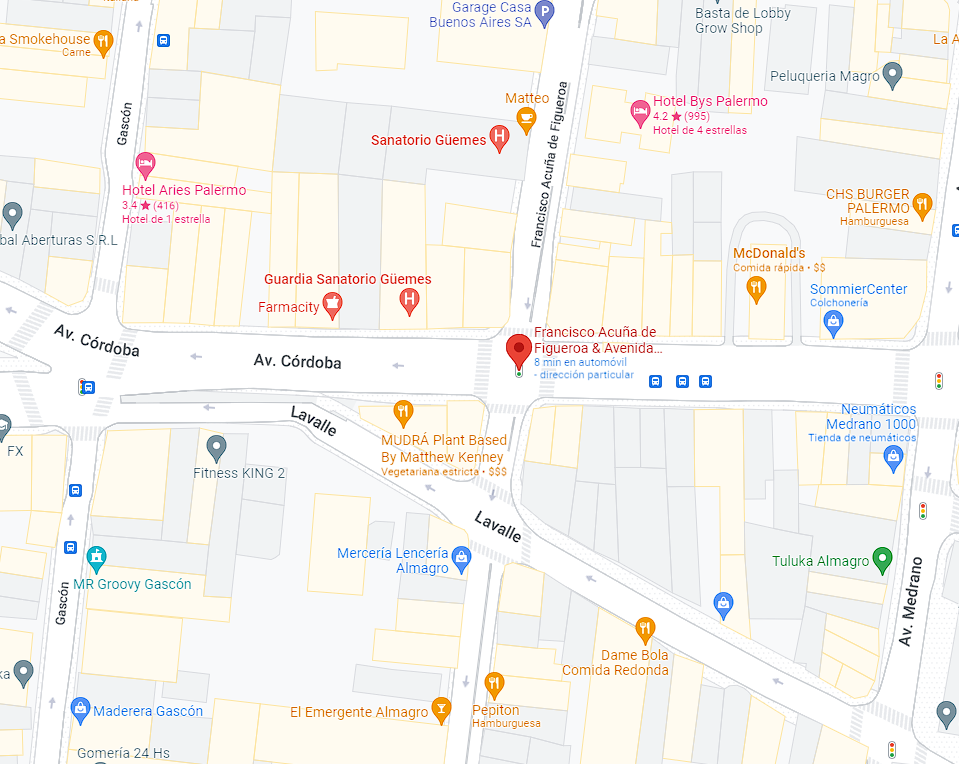 Garage Casa
Buenos Aires SA
P
Basta de Lobby
Grow Shop
a Smokehouse
Carne
La A
Peluqueria Magro
Matteo
Hotel Bys Palermo
4.2 ★ (995)
Hotel de 4 estrellas
Gascón
Francisco Acuña de Figueroa
Sanatorio Güemes
H
Hotel Aries Palermo
3.4 ★ (416)
Hotel de 1 estrella
CHS BURGER
PALERMO
Hamburguesa
bal Aberturas S.R.L
McDonald's
Comida rápida • $$
Guardia Sanatorio Güemes
H
Farmacity
SommierCenter
Colchonería
Av. Córdoba
Av. Córdoba
Francisco Acuña de
Figueroa & Avenida...
8 min en automóvil
- dirección particular
Lavalle
MUDRÁ Plant Based
By Matthew Kenney
Vegetariana estricta • $$$
Neumáticos
Medrano 1000
Tienda de neumáticos
FX
Fitness KING 2
Lavalle
Mercería Lencería
Almagro
Tuluka Almagro
MR Groovy Gascón
Gascón
Av. Medrano
Dame Bola
Comida Redonda
ka
Maderera Gascón
El Emergente Almagro
Pepiton
Hamburguesa
Gomería 24 Hs